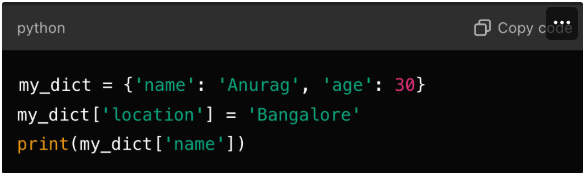 python
Copy code
my_dict = {'name': 'Anurag', 'age': 30}
my_dict['location'] = 'Bangalore'
print(my_dict['name'])